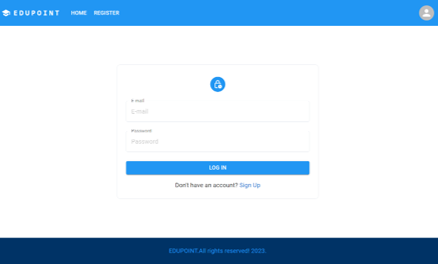 EDUPOINT HOME REGISTER
E-mail
E-mail
Password
Password
LOG IN
Don't have an account? Sign Up
EDUPOINT.All rights reserved! 2023.